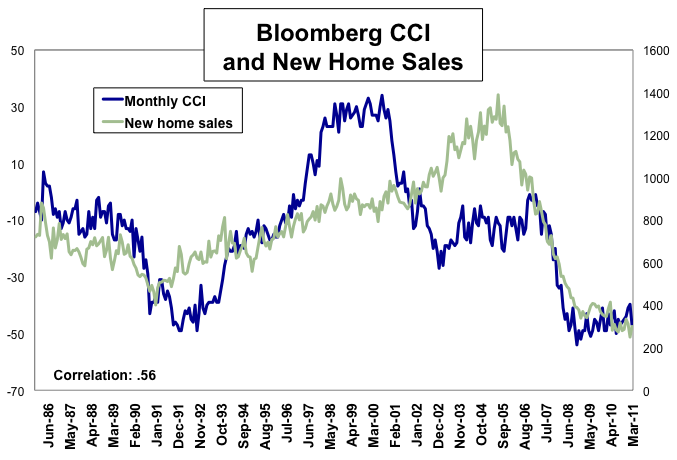 Bloomberg CCI
and New Home Sales
50
30
10
-10
-30
-50
-70
1600
1400
1200
1000
800
600
400
200
0
Monthly CCI
New home sales
Correlation: .56
Jun-86
May-87
Apr-88
Mar-89
Feb-90
Jan-91
Dec-91
Nov-92
Oct-93
Sep-94
Aug-95
Jul-96
Jun-97
May-98
Apr-99
Mar-00
Feb-01
Jan-02
Dec-02
Nov-03
Oct-04
Sep-05
Aug-06
Jul-07
Jun-08
May-09
Apr-10
Mar-11